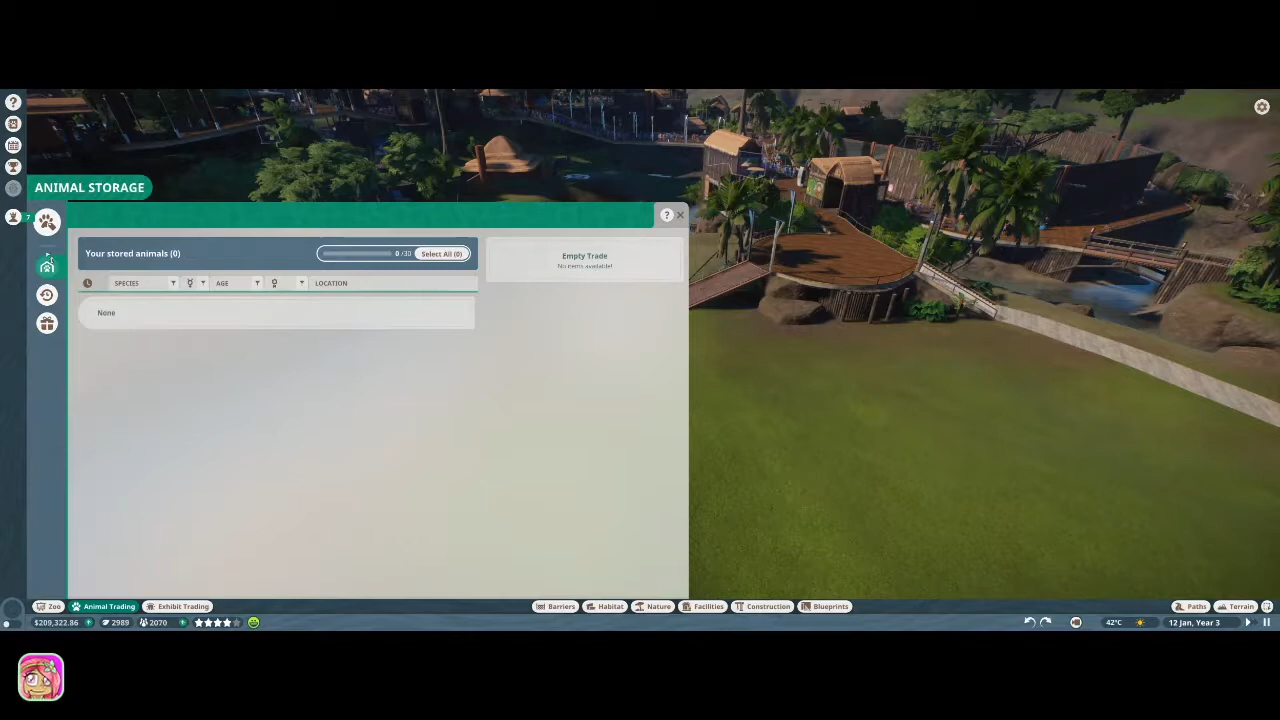 ANIMAL STORAGE
7
Your stored animals (0)
0 /30
Select All (0)
?
Empty Trade
No items available!
SPECIES
AGE
LOCATION
None
Zoo
Animal Trading
Exhibit Trading
Barriers
Habitat
Nature
Facilities
Construction
Blueprints
Paths
Terrain
$209,322.86
2989
2070
42°C
12 Jan, Year 3